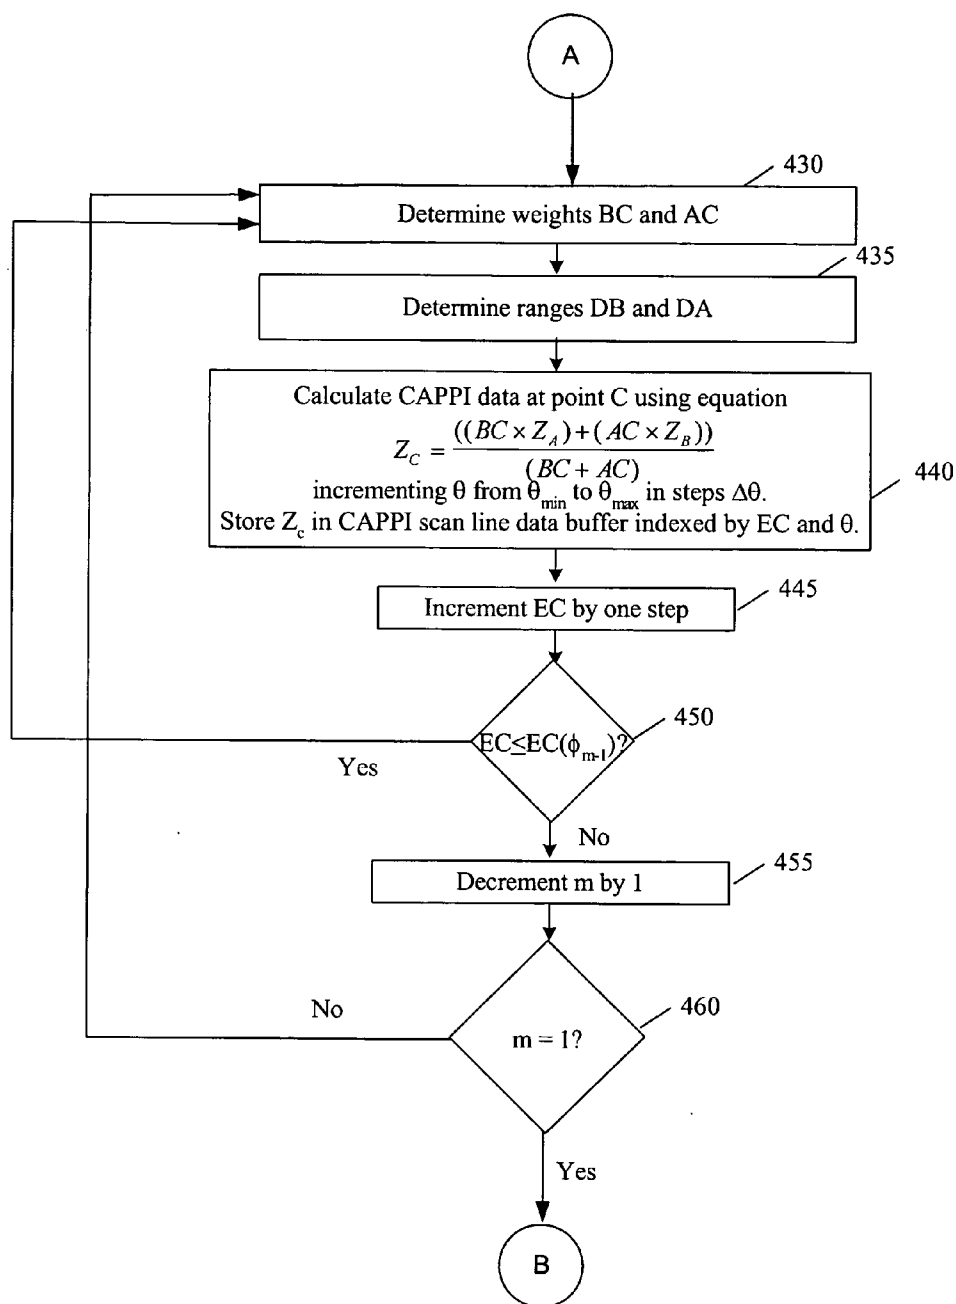 A
430
Determine weights BC and AC
435
Determine ranges DB and DA
Calculate CAPPI data at point C using equation
Z_C = ((BC × Z_A) + (AC × Z_B)) / (BC + AC)
incrementing θ from θ_min to θ_max in steps Δθ.
Store Z_c in CAPPI scan line data buffer indexed by EC and θ.
440
Increment EC by one step
445
EC≤EC(ϕ_m-1)?
450
Yes
No
Decrement m by 1
455
No
m = 1?
460
Yes
B